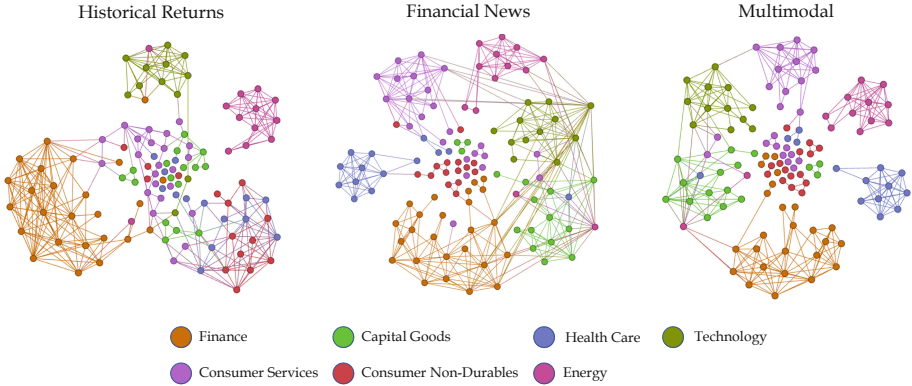 Historical Returns Financial News Multimodal
Finance Capital Goods Health Care Technology
Consumer Services Consumer Non-Durables Energy